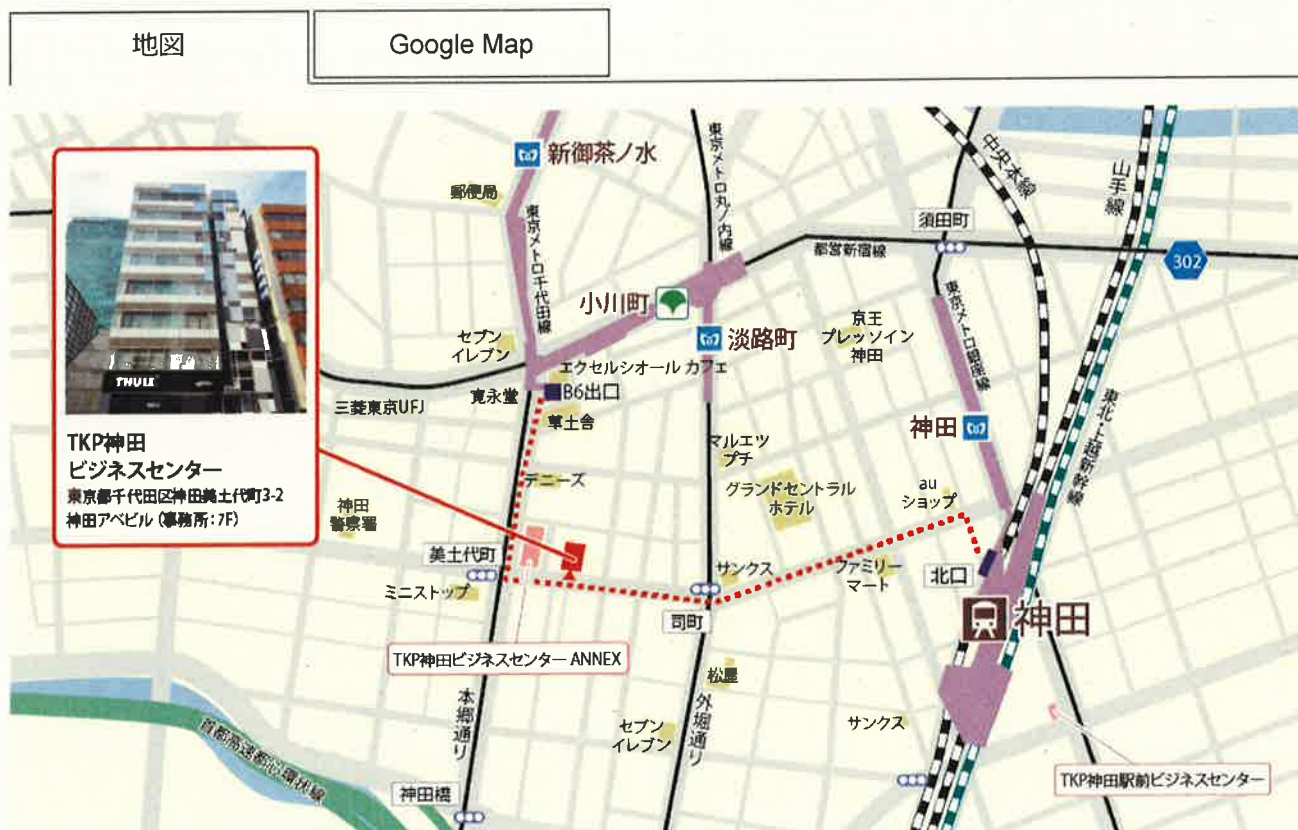 地図
Google Map
新御茶ノ水
郵便局
東京メトロ千代田線
東京メトロ丸ノ内線
中央本線
山手線
須田町
都営新宿線
302
小川町
淡路町
セブン
イレブン
エクセルシオール カフェ
京王
プレッソイン
神田
東京メトロ銀座線
東北・上越新幹線
THULE
三菱東京UFJ
寛永堂
B6出口
草土舎
神田
TKP神田
ビジネスセンター
東京都千代田区神田美土代町3-2
神田アベビル (事務所:7F)
マルエツ
プチ
デニーズ
グランドセントラル
ホテル
au
ショップ
神田
警察署
美土代町
ミニストップ
サンクス
ファミリー
マート
北口
司町
神田
TKP神田ビジネスセンター ANNEX
松屋
本郷通り
外堀通り
セブン
イレブン
サンクス
首都高速都心環状線
神田橋
TKP神田駅前ビジネスセンター